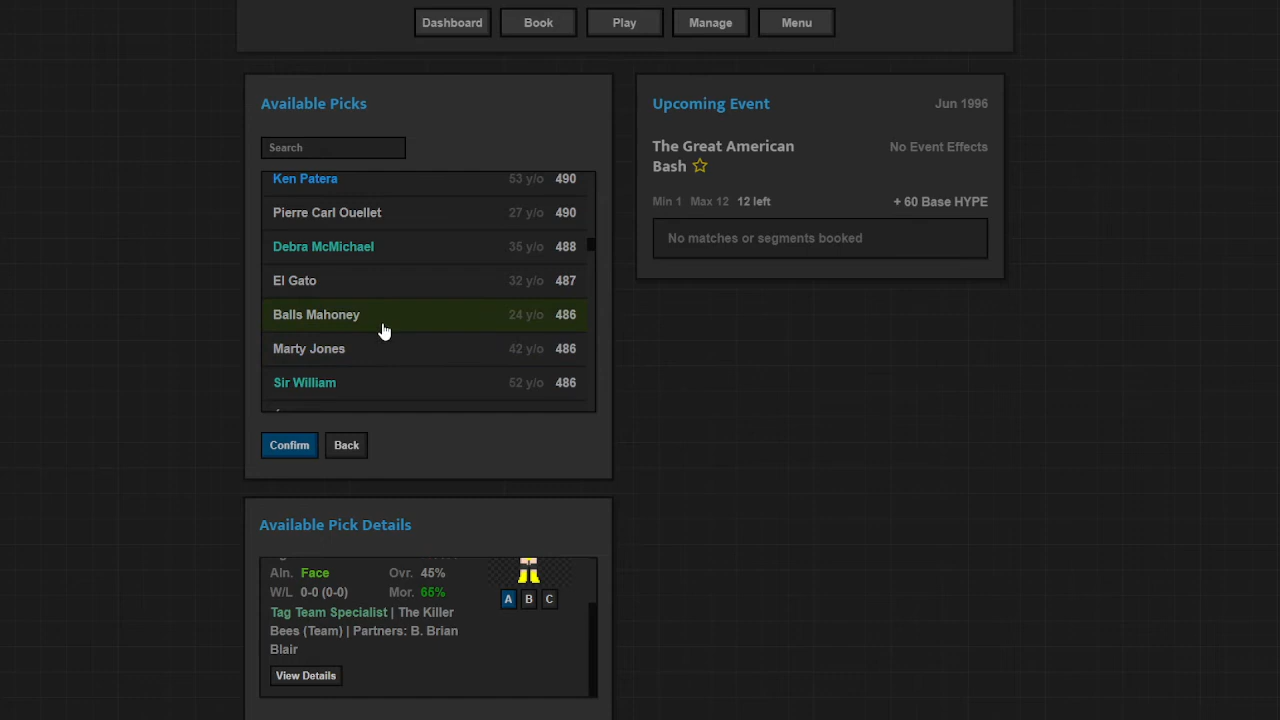 Dashboard Book Play Manage Menu
Available Picks
Search
Ken Patera 53 y/o 490
Pierre Carl Ouellet 27 y/o 490
Debra McMichael 35 y/o 488
El Gato 32 y/o 487
Balls Mahoney 24 y/o 486
Marty Jones 42 y/o 486
Sir William 52 y/o 486
Confirm Back
Available Pick Details
Aln. Face Ovr. 45%
W/L 0-0 (0-0) Mor. 65%
A B C
Tag Team Specialist | The Killer
Bees (Team) | Partners: B. Brian
Blair
View Details
Upcoming Event Jun 1996
The Great American No Event Effects
Bash
Min 1 Max 12 12 left + 60 Base HYPE
No matches or segments booked